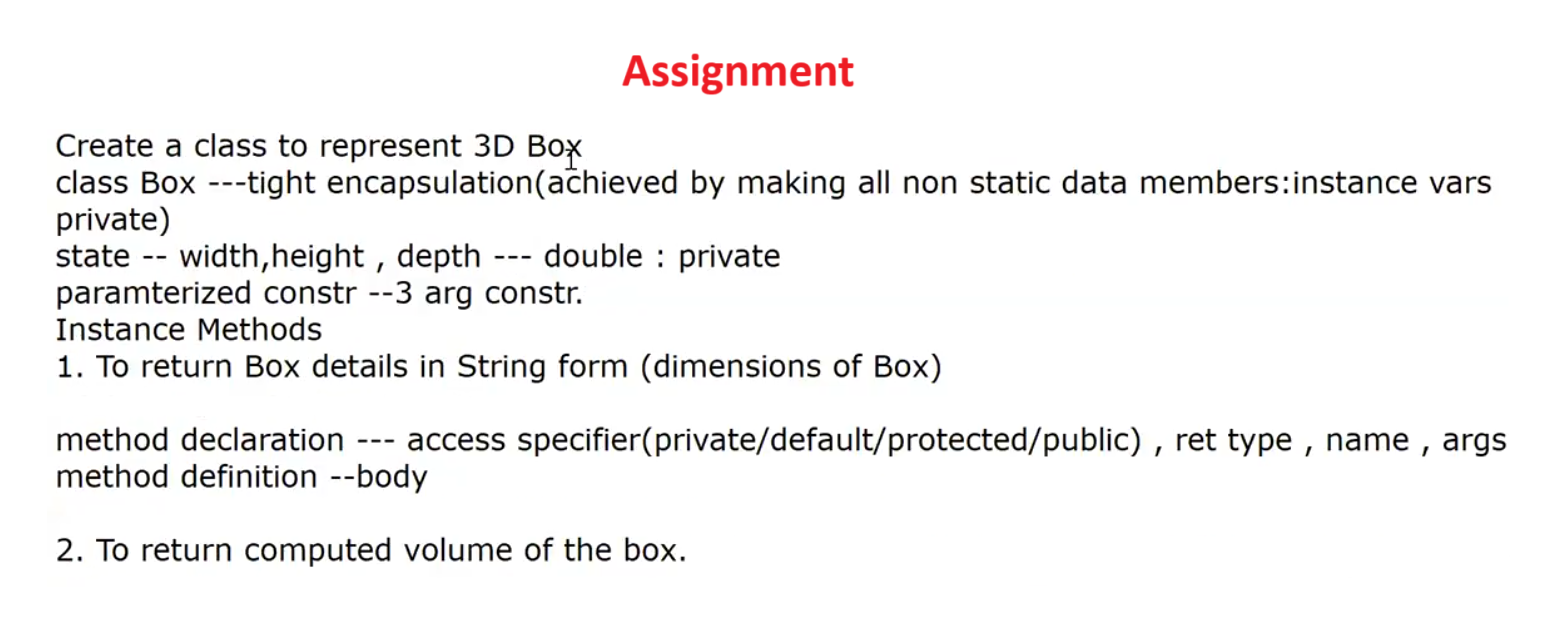 Assignment
Create a class to represent 3D Box
class Box ---tight encapsulation(achieved by making all non static data members:instance vars
private)
state -- width,height , depth --- double : private
paramterized constr --3 arg constr.
Instance Methods
1. To return Box details in String form (dimensions of Box)
method declaration --- access specifier(private/default/protected/public) , ret type , name , args
method definition --body
2. To return computed volume of the box.